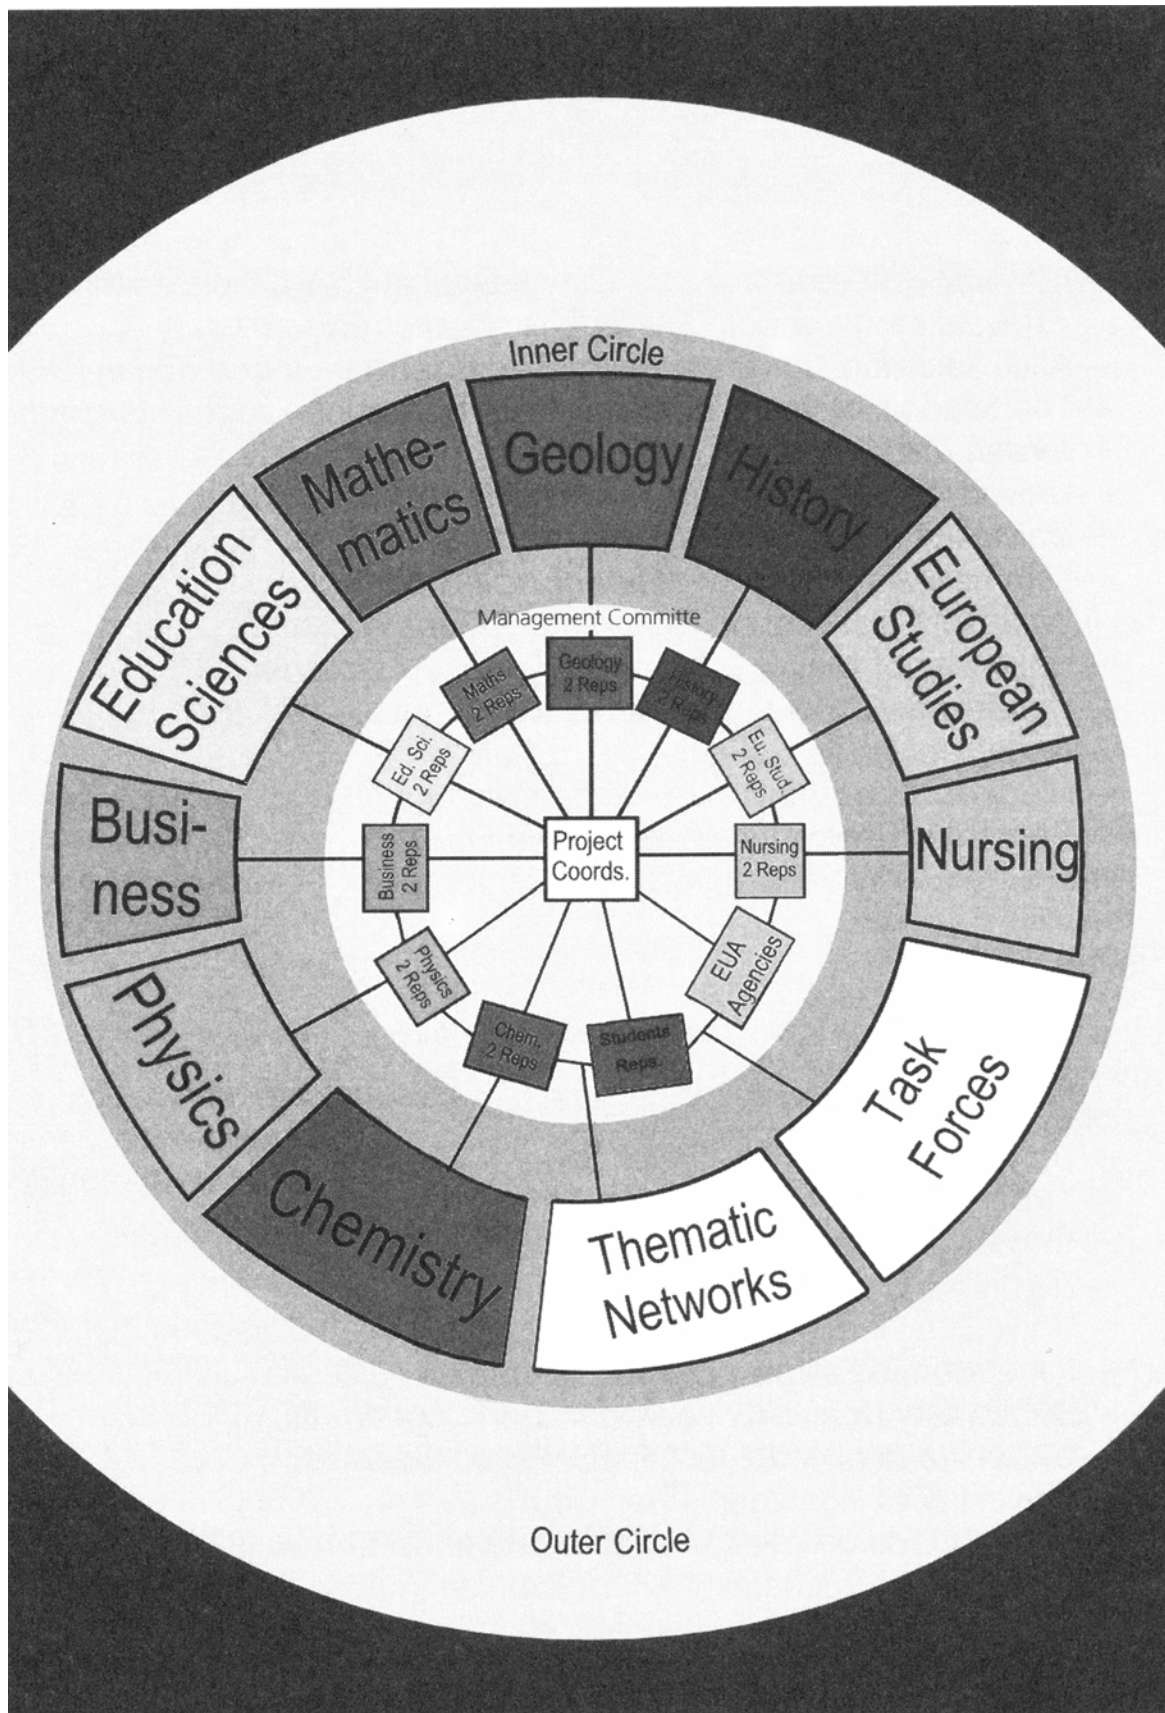 Inner Circle
Geology
History
European
Studies
Nursing
Task
Forces
Thematic
Networks
Chemistry
Physics
Busi-
ness
Education
Sciences
Mathe-
matics
Management Committe
Geology
2 Reps.
History
2 Reps.
Eu. Stud.
2 Reps
Nursing
2 Reps
EUA
Agencies
Students
Reps.
Chem.
2 Reps
Physics
2 Reps
Business
2 Reps.
Ed. Sci.
2 Reps
Maths.
2 Reps
Project
Coords.
Outer Circle